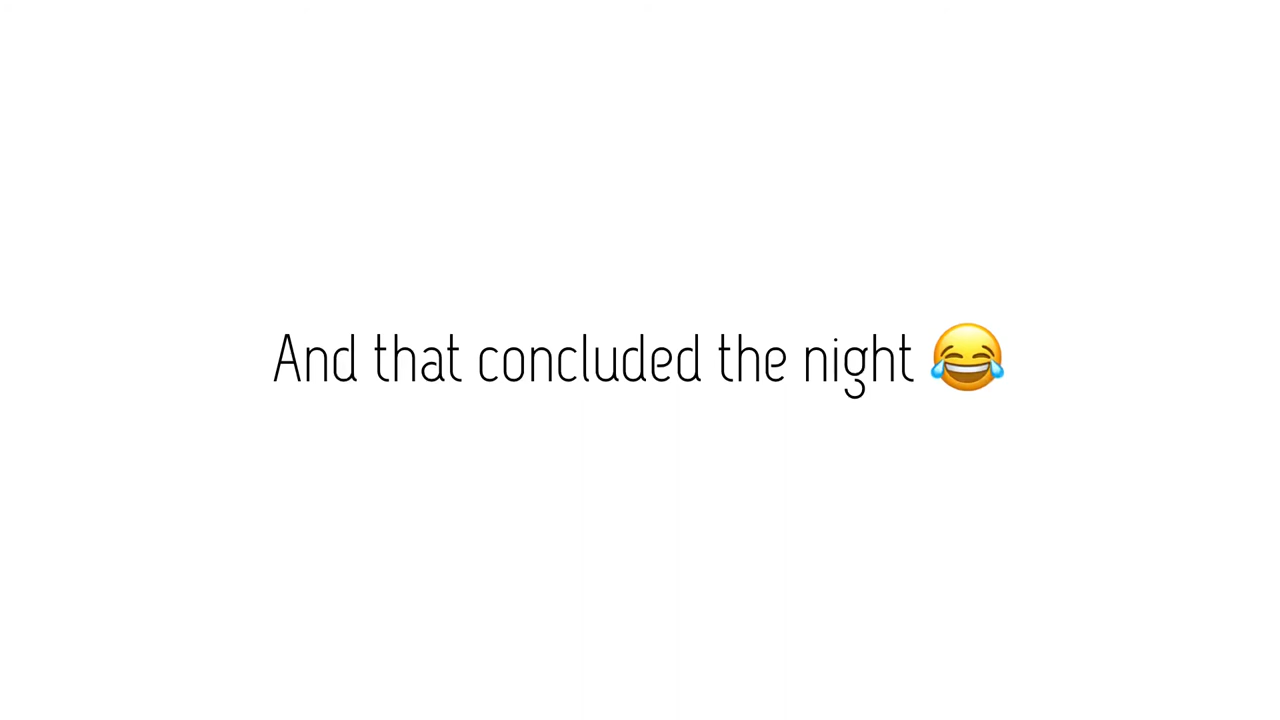 And that concluded the night 😂